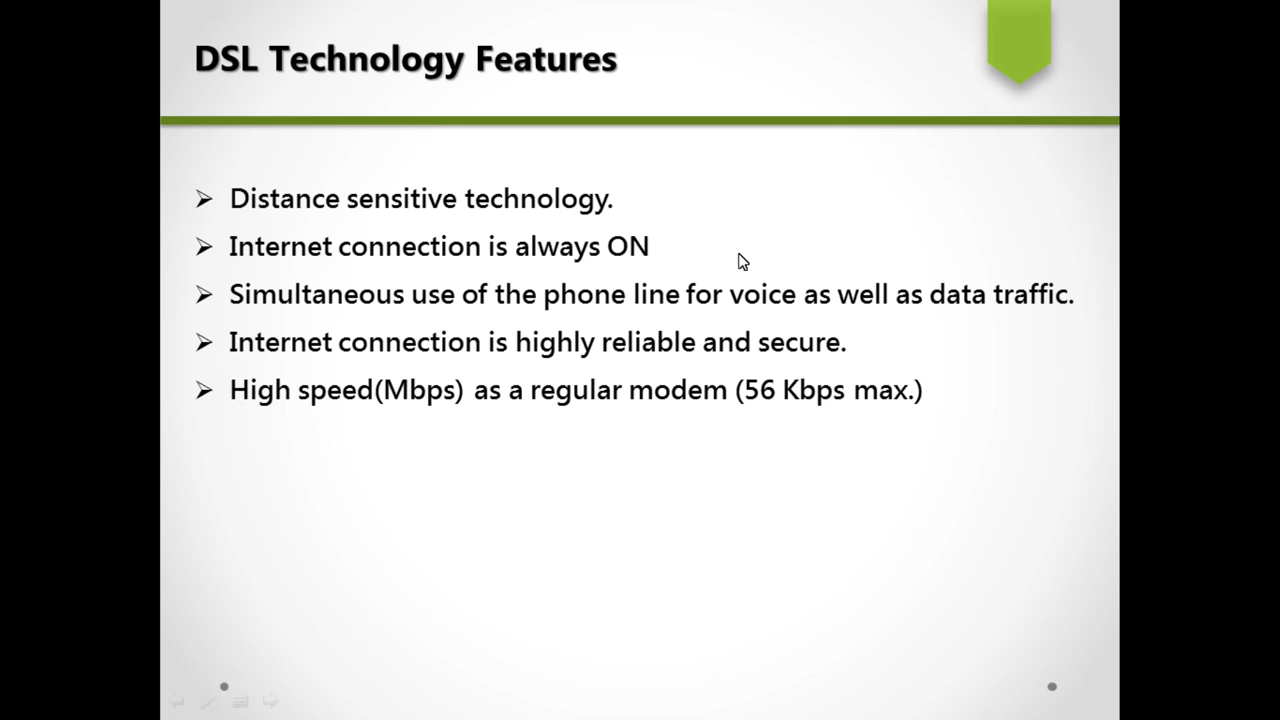 DSL Technology Features
Distance sensitive technology.
Internet connection is always ON
Simultaneous use of the phone line for voice as well as data traffic.
Internet connection is highly reliable and secure.
High speed(Mbps) as a regular modem (56 Kbps max.)